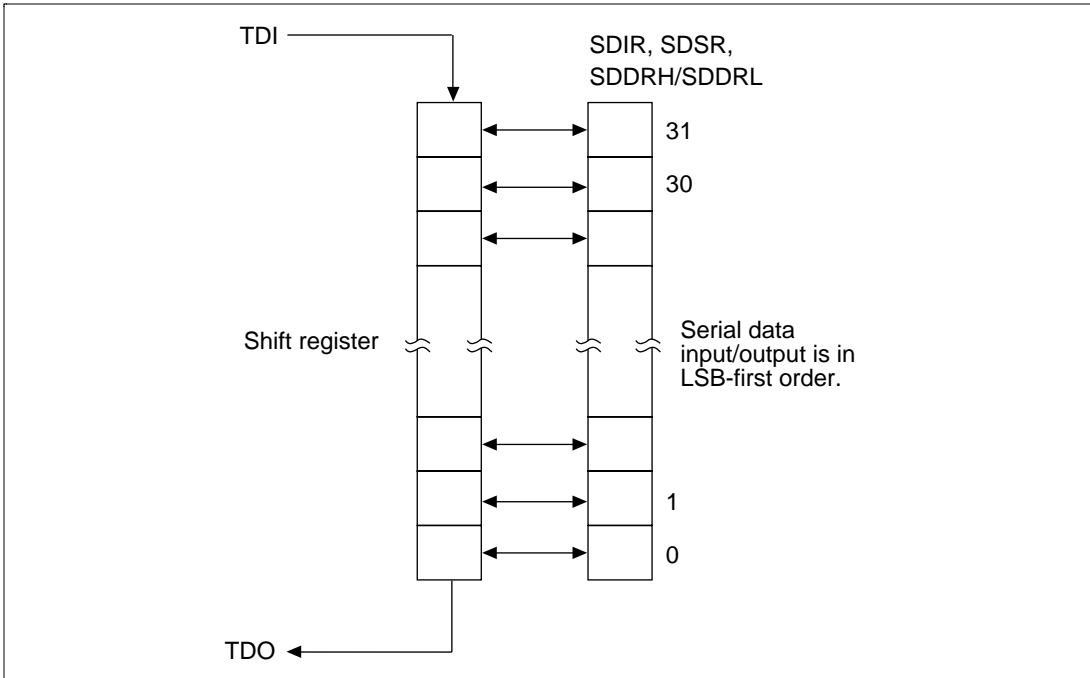 TDI
SDIR, SDSR,
SDDRH/SDDRL
31
30
Shift register
Serial data
input/output is in
LSB-first order.
1
0
TDO